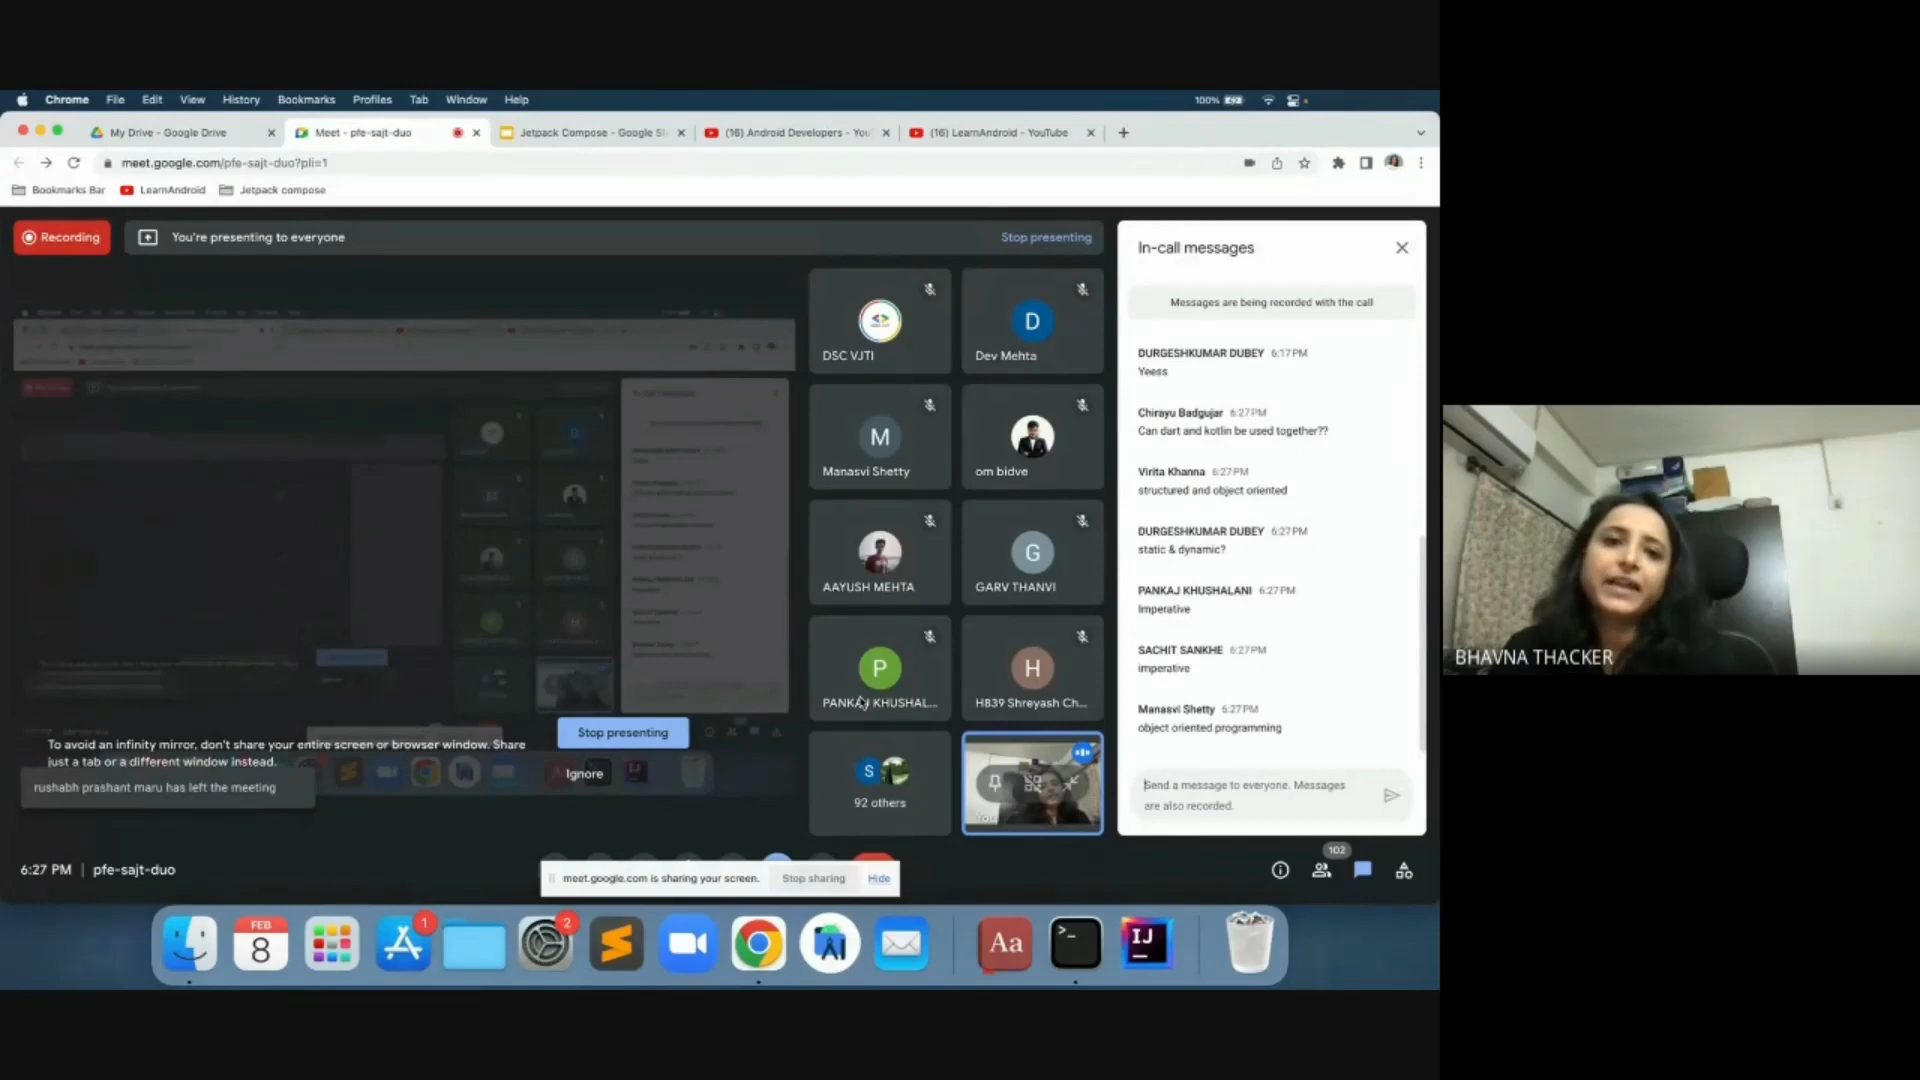 Chrome File Edit View History Bookmarks Profiles Tab Window Help 100%
My Drive - Google Drive
Meet - pfe-sajt-duo
Jetpack Compose - Google Sl
(16) Android Developers - You
(16) LearnAndroid - YouTube
meet.google.com/pfe-sajt-duo?pli=1
Bookmarks Bar LearnAndroid Jetpack compose
Recording
You're presenting to everyone
Stop presenting
DSC VJTI
D
Dev Mehta
M
Manasvi Shetty
om bidve
AAYUSH MEHTA
G
GARV THANVI
P
PANKAJ KHUSHAL...
H
H839 Shreyash Ch...
S
92 others
You
Stop presenting
To avoid an infinity mirror, don't share your entire screen or browser window. Share
just a tab or a different window instead.
Ignore
rushabh prashant maru has left the meeting
In-call messages
Messages are being recorded with the call
DURGESHKUMAR DUBEY 6:17 PM
Yeess
Chirayu Badgujar 6:27 PM
Can dart and kotlin be used together??
Virita Khanna 6:27 PM
structured and object oriented
DURGESHKUMAR DUBEY 6:27 PM
static & dynamic?
PANKAJ KHUSHALANI 6:27 PM
Imperative
SACHIT SANKHE 6:27 PM
imperative
Manasvi Shetty 6:27 PM
object oriented programming
Send a message to everyone. Messages
are also recorded.
6:27 PM | pfe-sajt-duo
meet.google.com is sharing your screen. Stop sharing Hide
102
FEB
8
1
2
Aa
>_
IJ
BHAVNA THACKER